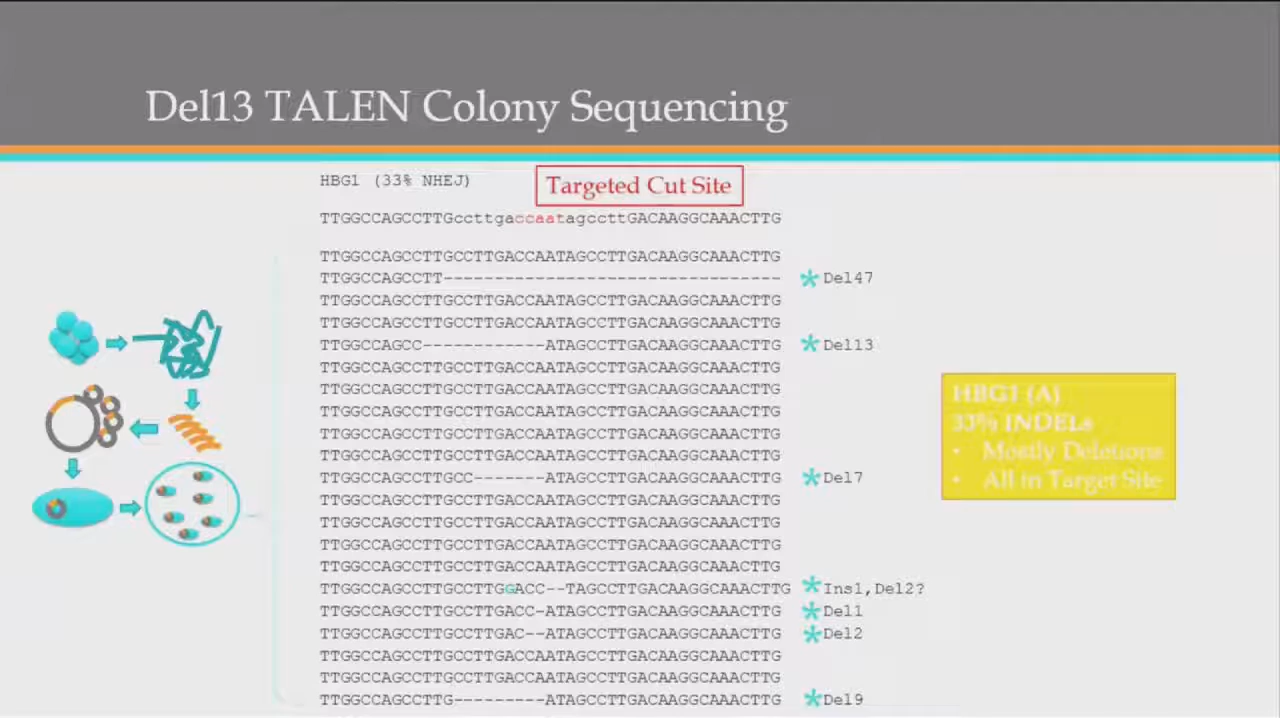 Del13 TALEN Colony Sequencing
HBG1 (33% NHEJ)
Targeted Cut Site
TTGGCCAGCCTTGccttgaccaatagccttGACAAGGCAAACTTG
TTGGCCAGCCTTGCCTTGACCAATAGCCTTGACAAGGCAAACTTG
TTGGCCAGCCTT--------------------------------- * Del47
TTGGCCAGCCTTGCCTTGACCAATAGCCTTGACAAGGCAAACTTG
TTGGCCAGCCTTGCCTTGACCAATAGCCTTGACAAGGCAAACTTG
TTGGCCAGCC------------ATAGCCTTGACAAGGCAAACTTG * Del13
TTGGCCAGCCTTGCCTTGACCAATAGCCTTGACAAGGCAAACTTG
TTGGCCAGCCTTGCCTTGACCAATAGCCTTGACAAGGCAAACTTG
TTGGCCAGCCTTGCCTTGACCAATAGCCTTGACAAGGCAAACTTG
TTGGCCAGCCTTGCCTTGACCAATAGCCTTGACAAGGCAAACTTG
TTGGCCAGCCTTGCCTTGACCAATAGCCTTGACAAGGCAAACTTG
TTGGCCAGCCTTGCC-------ATAGCCTTGACAAGGCAAACTTG * Del7
TTGGCCAGCCTTGCCTTGACCAATAGCCTTGACAAGGCAAACTTG
TTGGCCAGCCTTGCCTTGACCAATAGCCTTGACAAGGCAAACTTG
TTGGCCAGCCTTGCCTTGACCAATAGCCTTGACAAGGCAAACTTG
TTGGCCAGCCTTGCCTTGACCAATAGCCTTGACAAGGCAAACTTG
TTGGCCAGCCTTGCCTTGGACC--TAGCCTTGACAAGGCAAACTTG * Ins1,Del2?
TTGGCCAGCCTTGCCTTGACC-ATAGCCTTGACAAGGCAAACTTG * Del1
TTGGCCAGCCTTGCCTTGAC--ATAGCCTTGACAAGGCAAACTTG * Del2
TTGGCCAGCCTTGCCTTGACCAATAGCCTTGACAAGGCAAACTTG
TTGGCCAGCCTTGCCTTGACCAATAGCCTTGACAAGGCAAACTTG
TTGGCCAGCCTTG---------ATAGCCTTGACAAGGCAAACTTG * Del9
HBG1 (A)
33% INDELs
• Mostly Deletions
• All in Target Site